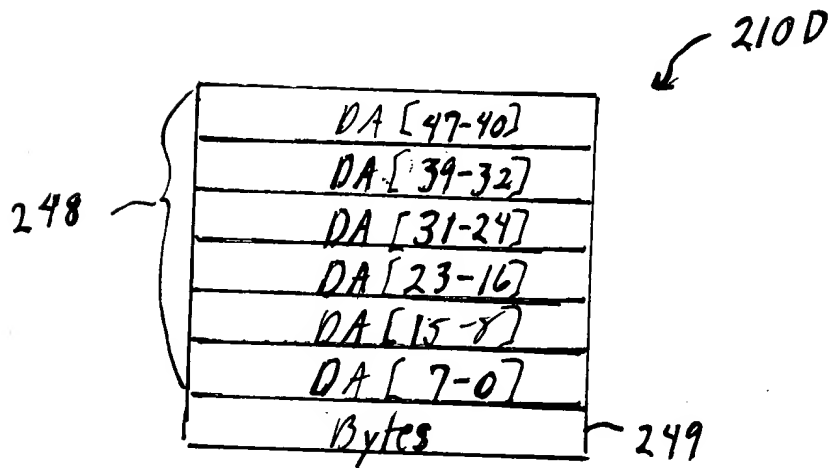 210D
DA [47-40]
DA [39-32]
248
DA [31-24]
DA [23-16]
DA [15-8]
DA [7-0]
Bytes
249